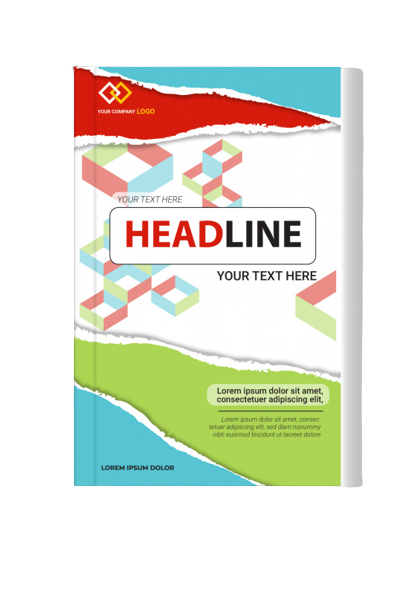 YOUR COMPANY LOGO
YOUR TEXT HERE
HEADLINE
YOUR TEXT HERE
Lorem ipsum dolor sit amet,
consectetuer adipiscing elit,
Lorem ipsum dolor sit amet, consec-
tetuer adipiscing elit, sed diam nonummy
nibh euismod tincidunt ut laoreet dolore
LOREM IPSUM DOLOR